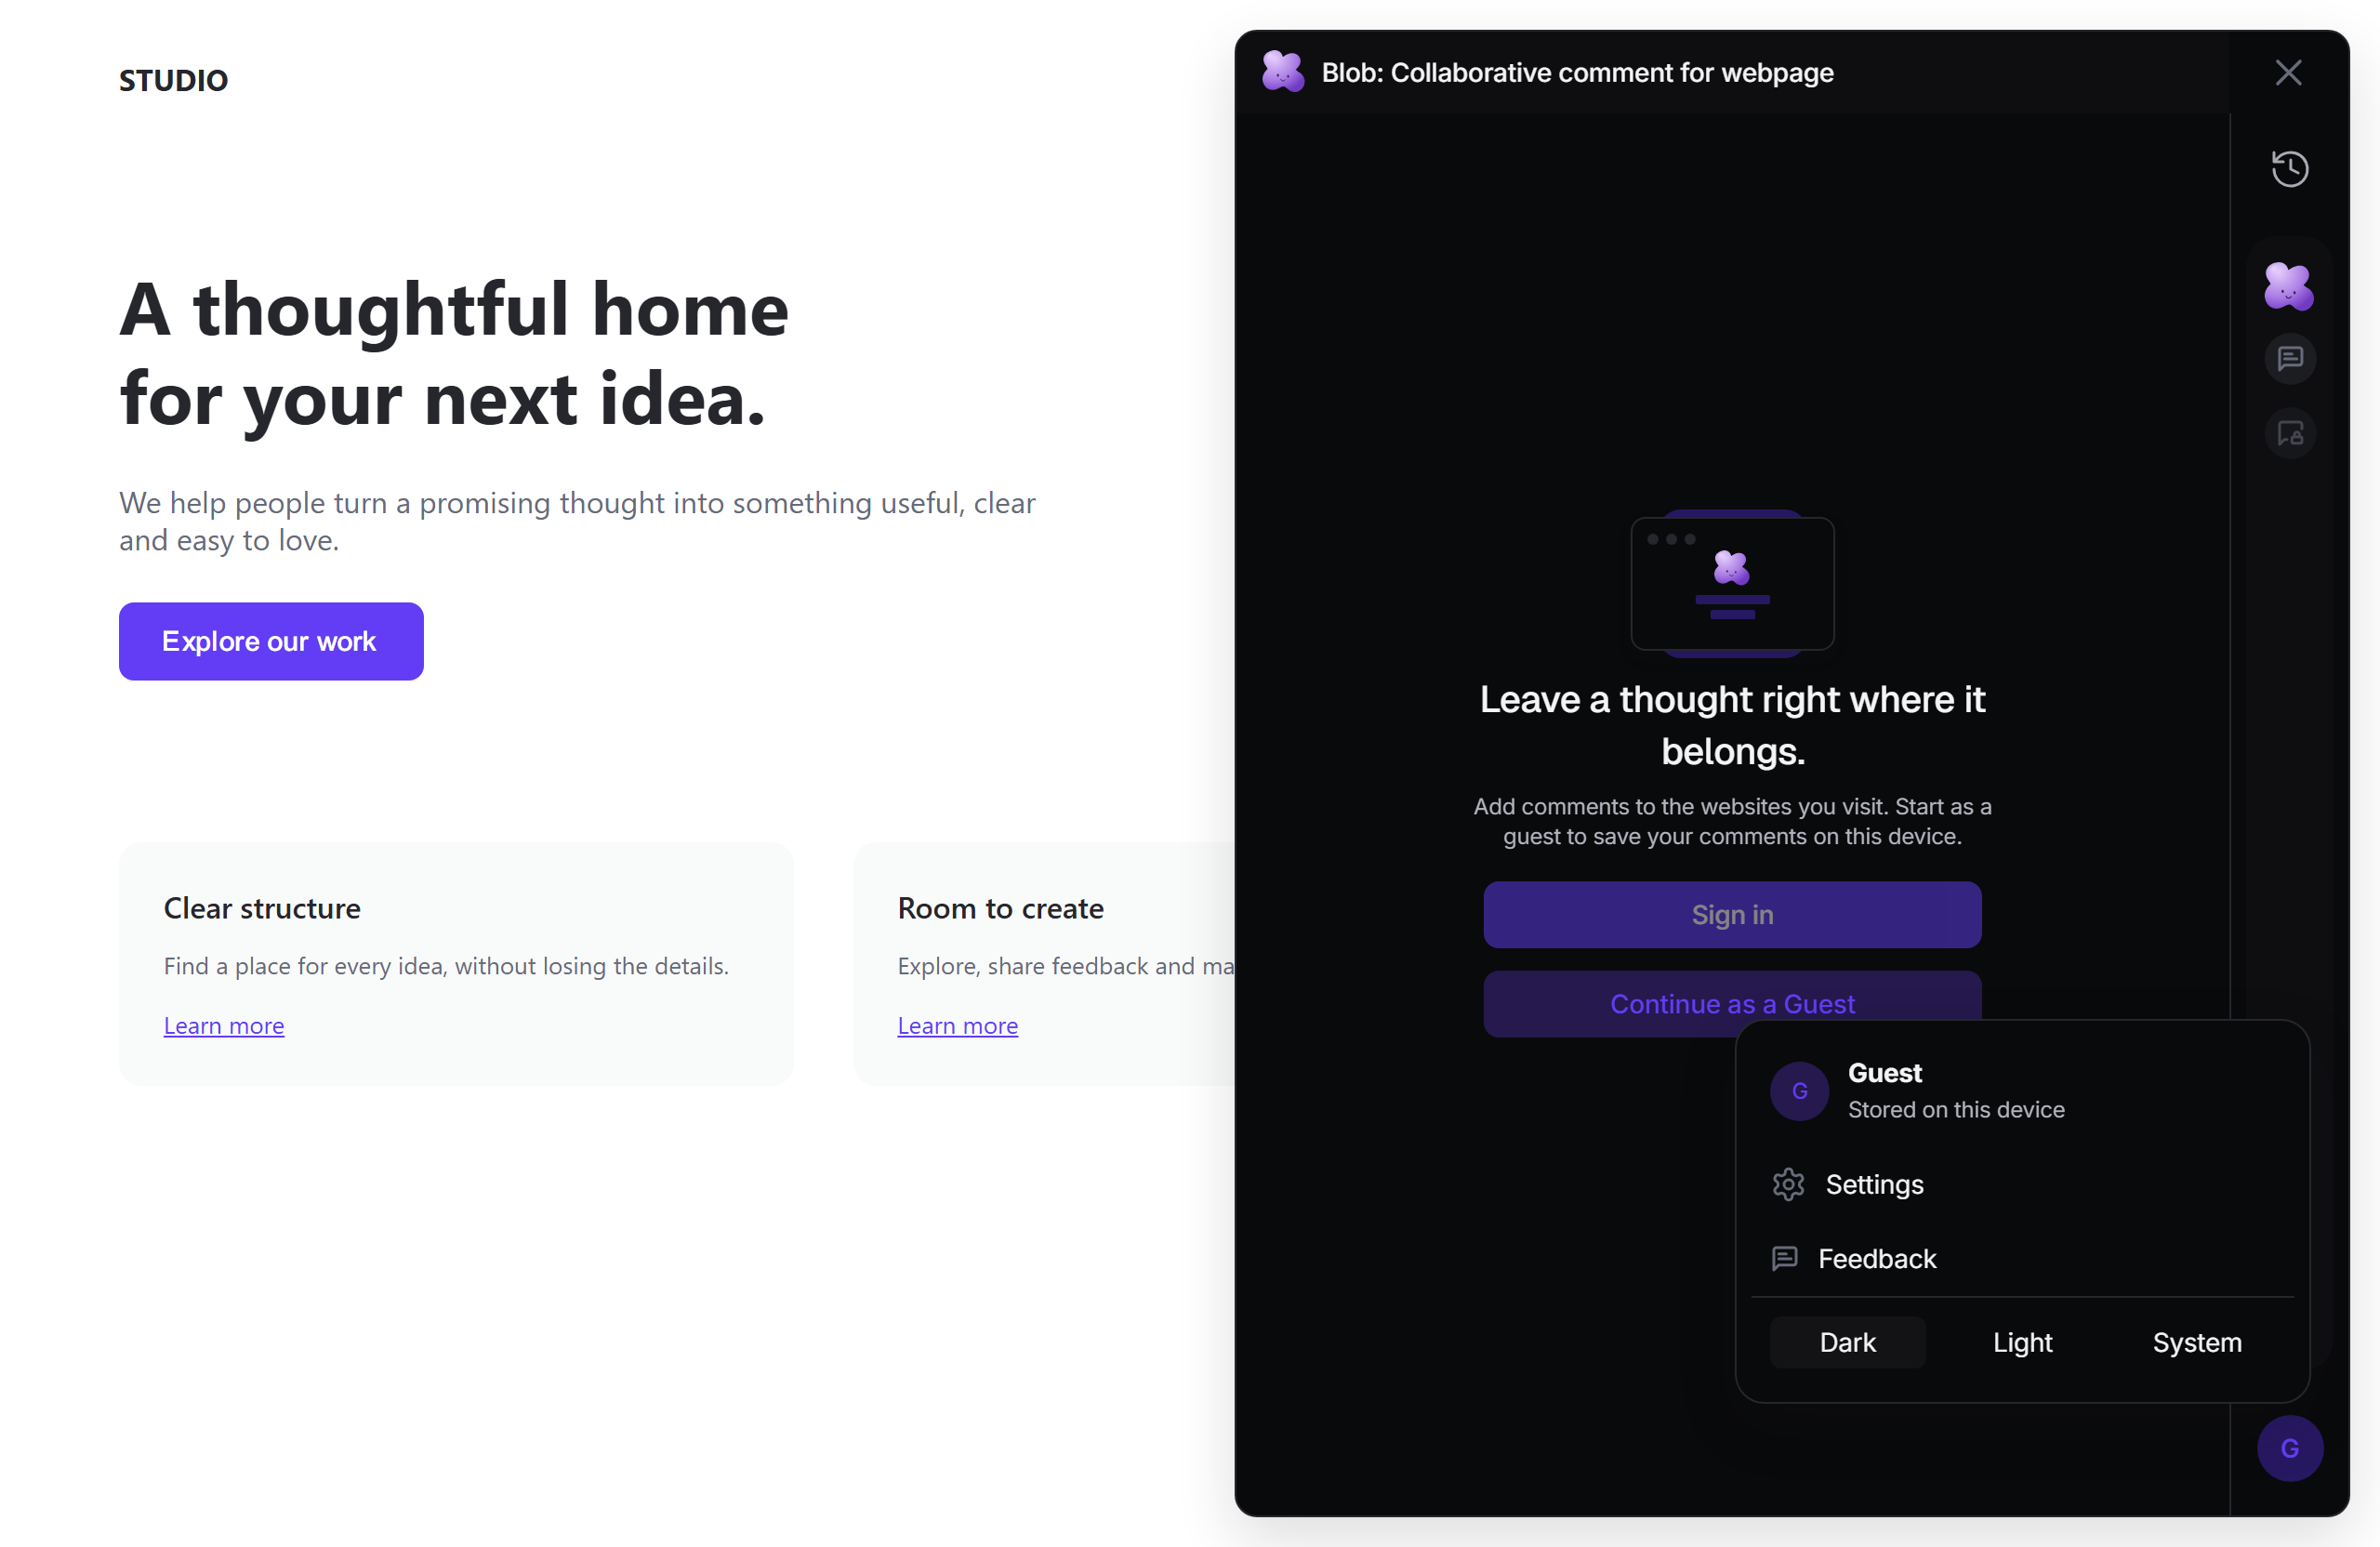 STUDIO
A thoughtful home
for your next idea.
We help people turn a promising thought into something useful, clear
and easy to love.
Explore our work
Clear structure
Find a place for every idea, without losing the details.
Learn more
Room to create
Explore, share feedback and ma
Learn more
Blob: Collaborative comment for webpage
Leave a thought right where it
belongs.
Add comments to the websites you visit. Start as a
guest to save your comments on this device.
Sign in
Continue as a Guest
G
Guest
Stored on this device
Settings
Feedback
Dark
Light
System
G